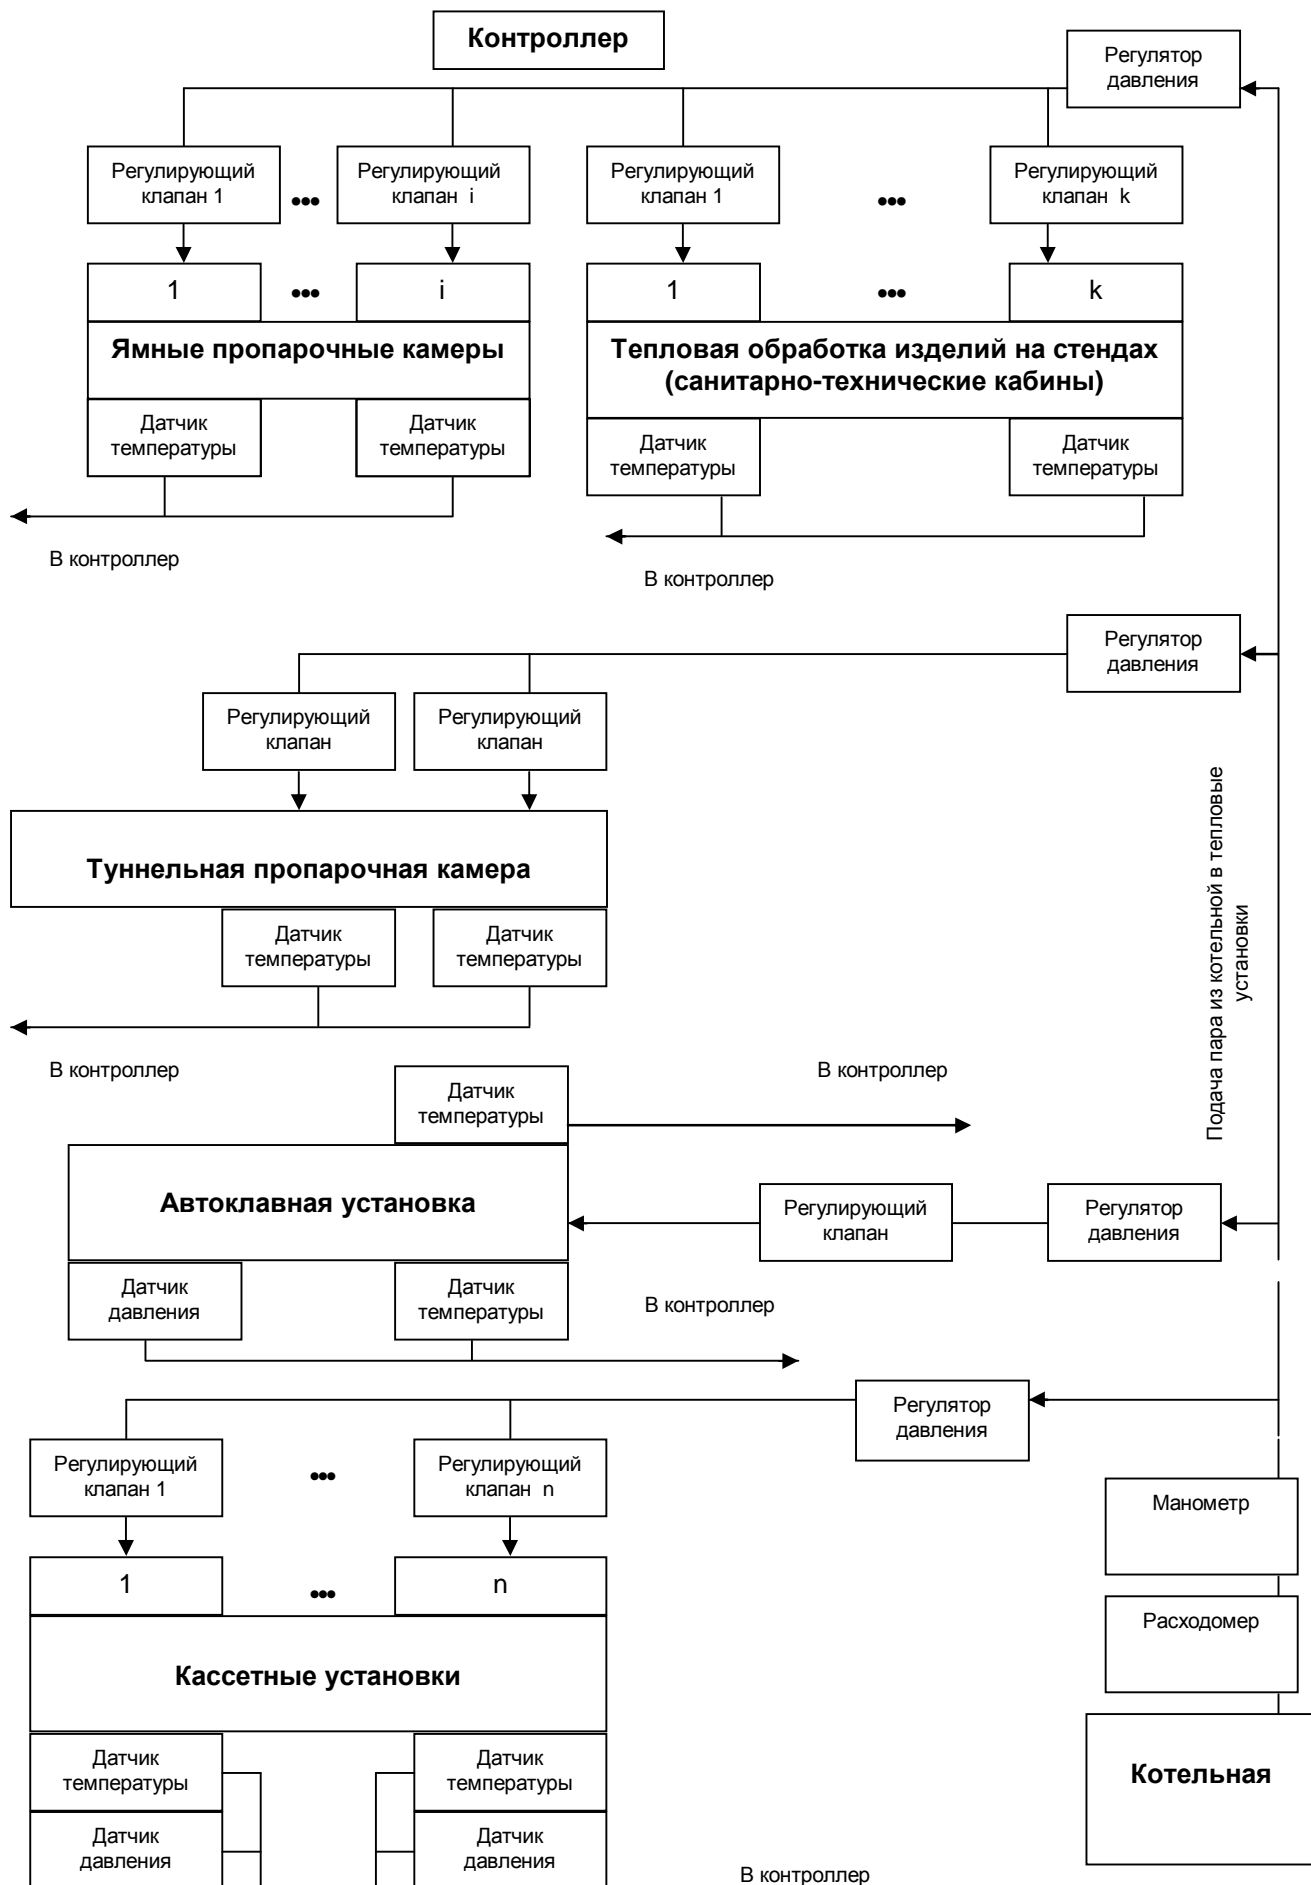 Контроллер
Регулятор
давления
Регулирующий
клапан 1
•••
Регулирующий
клапан i
Регулирующий
клапан 1
•••
Регулирующий
клапан k
1
•••
i
1
•••
k
Ямные пропарочные камеры
Тепловая обработка изделий на стендах
(санитарно-технические кабины)
Датчик
температуры
Датчик
температуры
Датчик
температуры
Датчик
температуры
В контроллер
В контроллер
Регулятор
давления
Регулирующий
клапан
Регулирующий
клапан
Туннельная пропарочная камера
Датчик
температуры
Датчик
температуры
В контроллер
Подача пара из котельной в тепловые
установки
Датчик
температуры
В контроллер
Автоклавная установка
Регулирующий
клапан
Регулятор
давления
Датчик
давления
Датчик
температуры
В контроллер
Регулятор
давления
Регулирующий
клапан 1
•••
Регулирующий
клапан n
Манометр
1
•••
n
Расходомер
Кассетные установки
Датчик
температуры
Датчик
температуры
Котельная
Датчик
давления
Датчик
давления
В контроллер